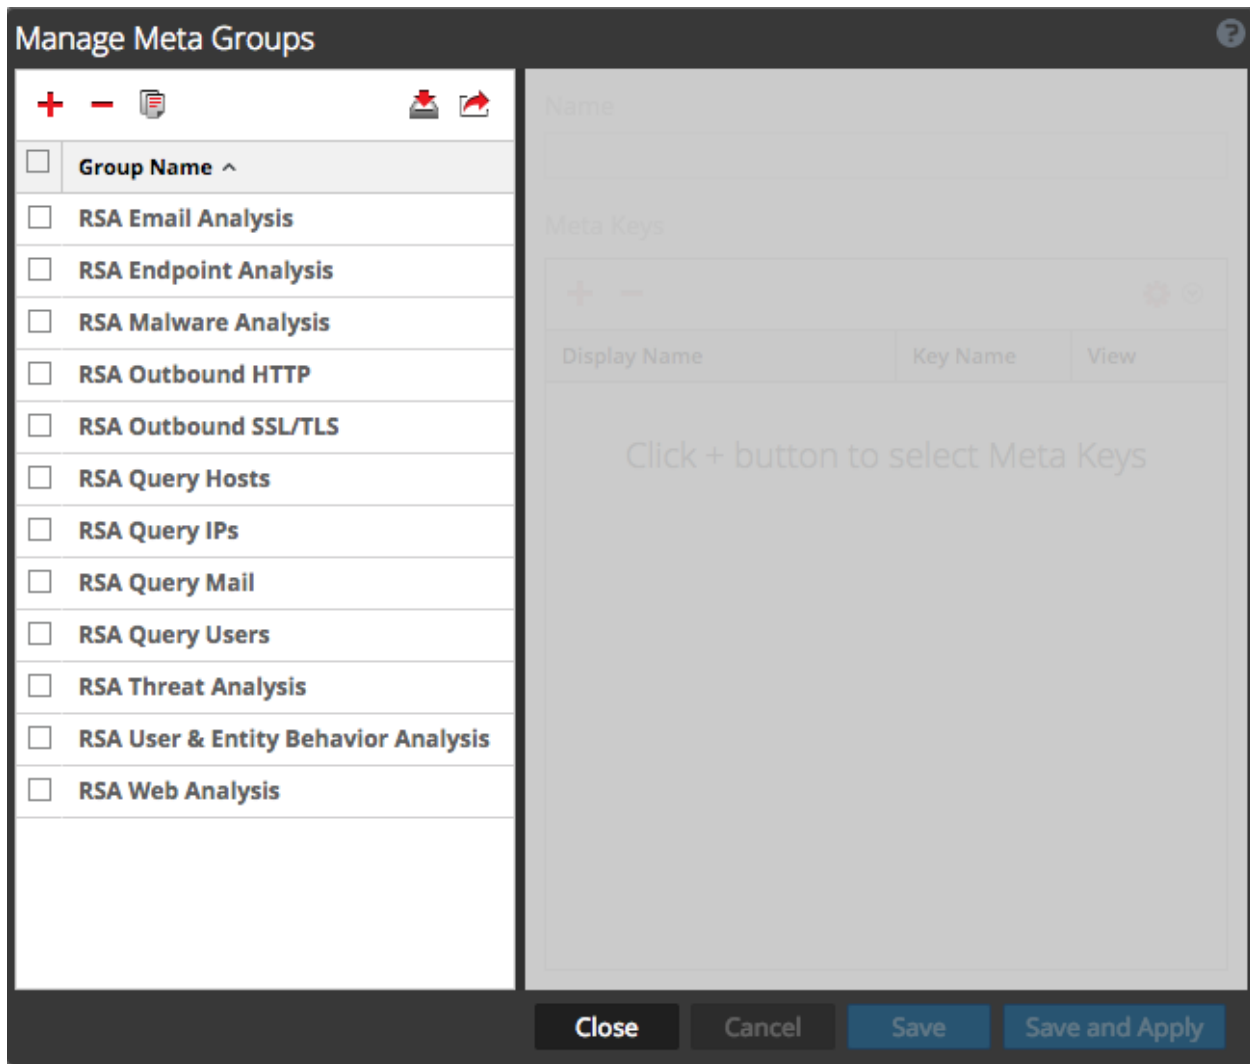 Manage Meta Groups
Group Name
RSA Email Analysis
RSA Endpoint Analysis
RSA Malware Analysis
RSA Outbound HTTP
RSA Outbound SSL/TLS
RSA Query Hosts
RSA Query IPs
RSA Query Mail
RSA Query Users
RSA Threat Analysis
RSA User & Entity Behavior Analysis
RSA Web Analysis
Name
Meta Keys
Display Name Key Name View
Click + button to select Meta Keys
Close Cancel Save Save and Apply